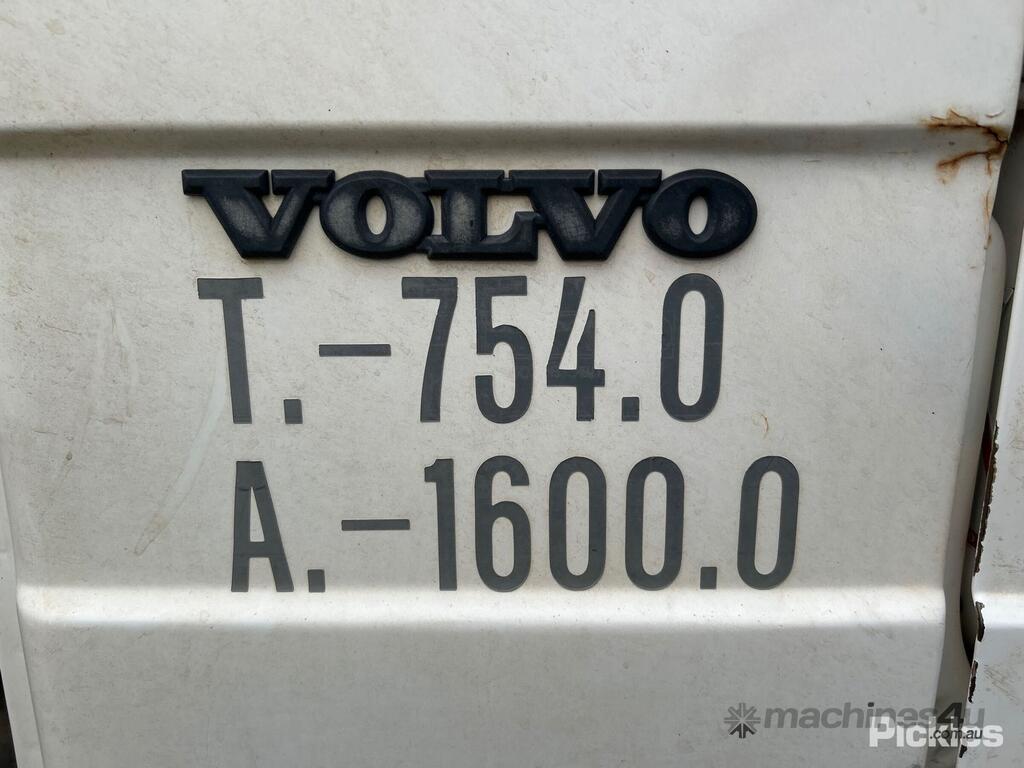 VOLVO
T.-754.0
A.-1600.0
machines4u
.com.au
Pickles